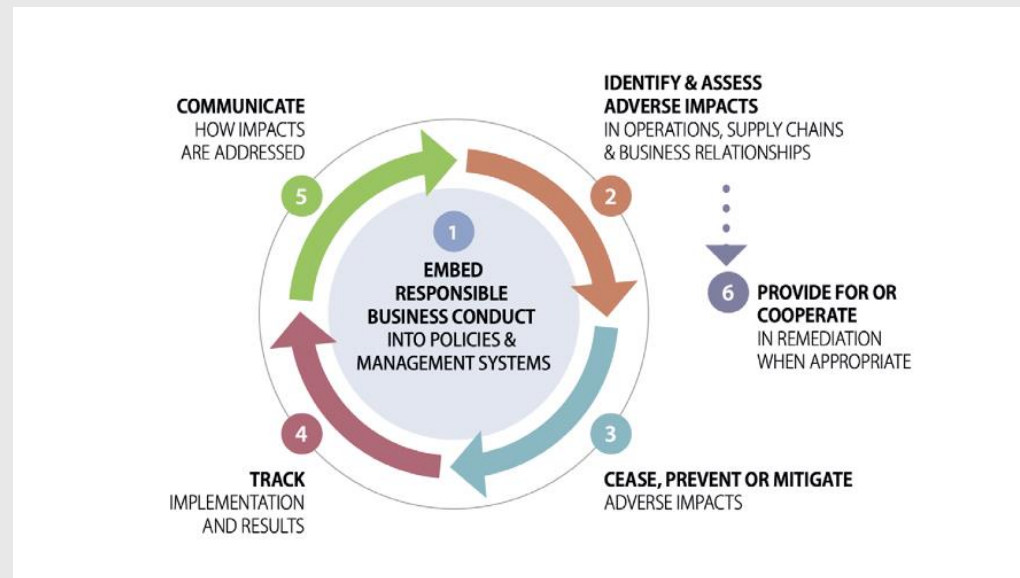 1
EMBED
RESPONSIBLE
BUSINESS CONDUCT
INTO POLICIES &
MANAGEMENT SYSTEMS
2
IDENTIFY & ASSESS
ADVERSE IMPACTS
IN OPERATIONS, SUPPLY CHAINS
& BUSINESS RELATIONSHIPS
3
CEASE, PREVENT OR MITIGATE
ADVERSE IMPACTS
4
TRACK
IMPLEMENTATION
AND RESULTS
5
COMMUNICATE
HOW IMPACTS
ARE ADDRESSED
6
PROVIDE FOR OR
COOPERATE
IN REMEDIATION
WHEN APPROPRIATE